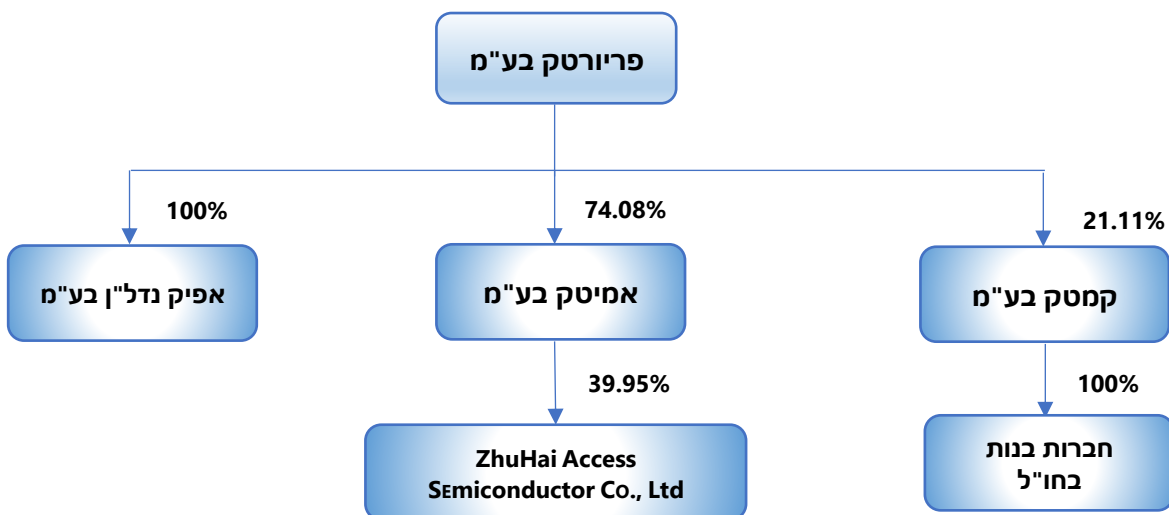 פריורטק בע"מ
21.11%
74.08%
100%
קמטק בע"מ
אמיטק בע"מ
אפיק נדל"ן בע"מ
100%
39.95%
חברות בנות
בחו"ל
ZhuHai Access
SEmiconductor Co., Ltd